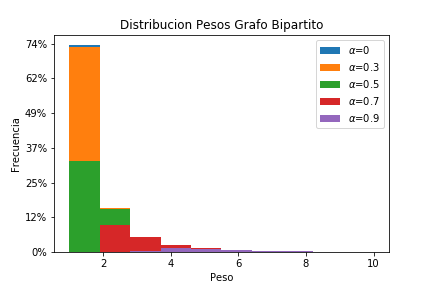 Distribucion Pesos Grafo Bipartito
74%
62%
49%
37%
25%
12%
0%
Frecuencia
α=0
α=0.3
α=0.5
α=0.7
α=0.9
2 4 6 8 10
Peso